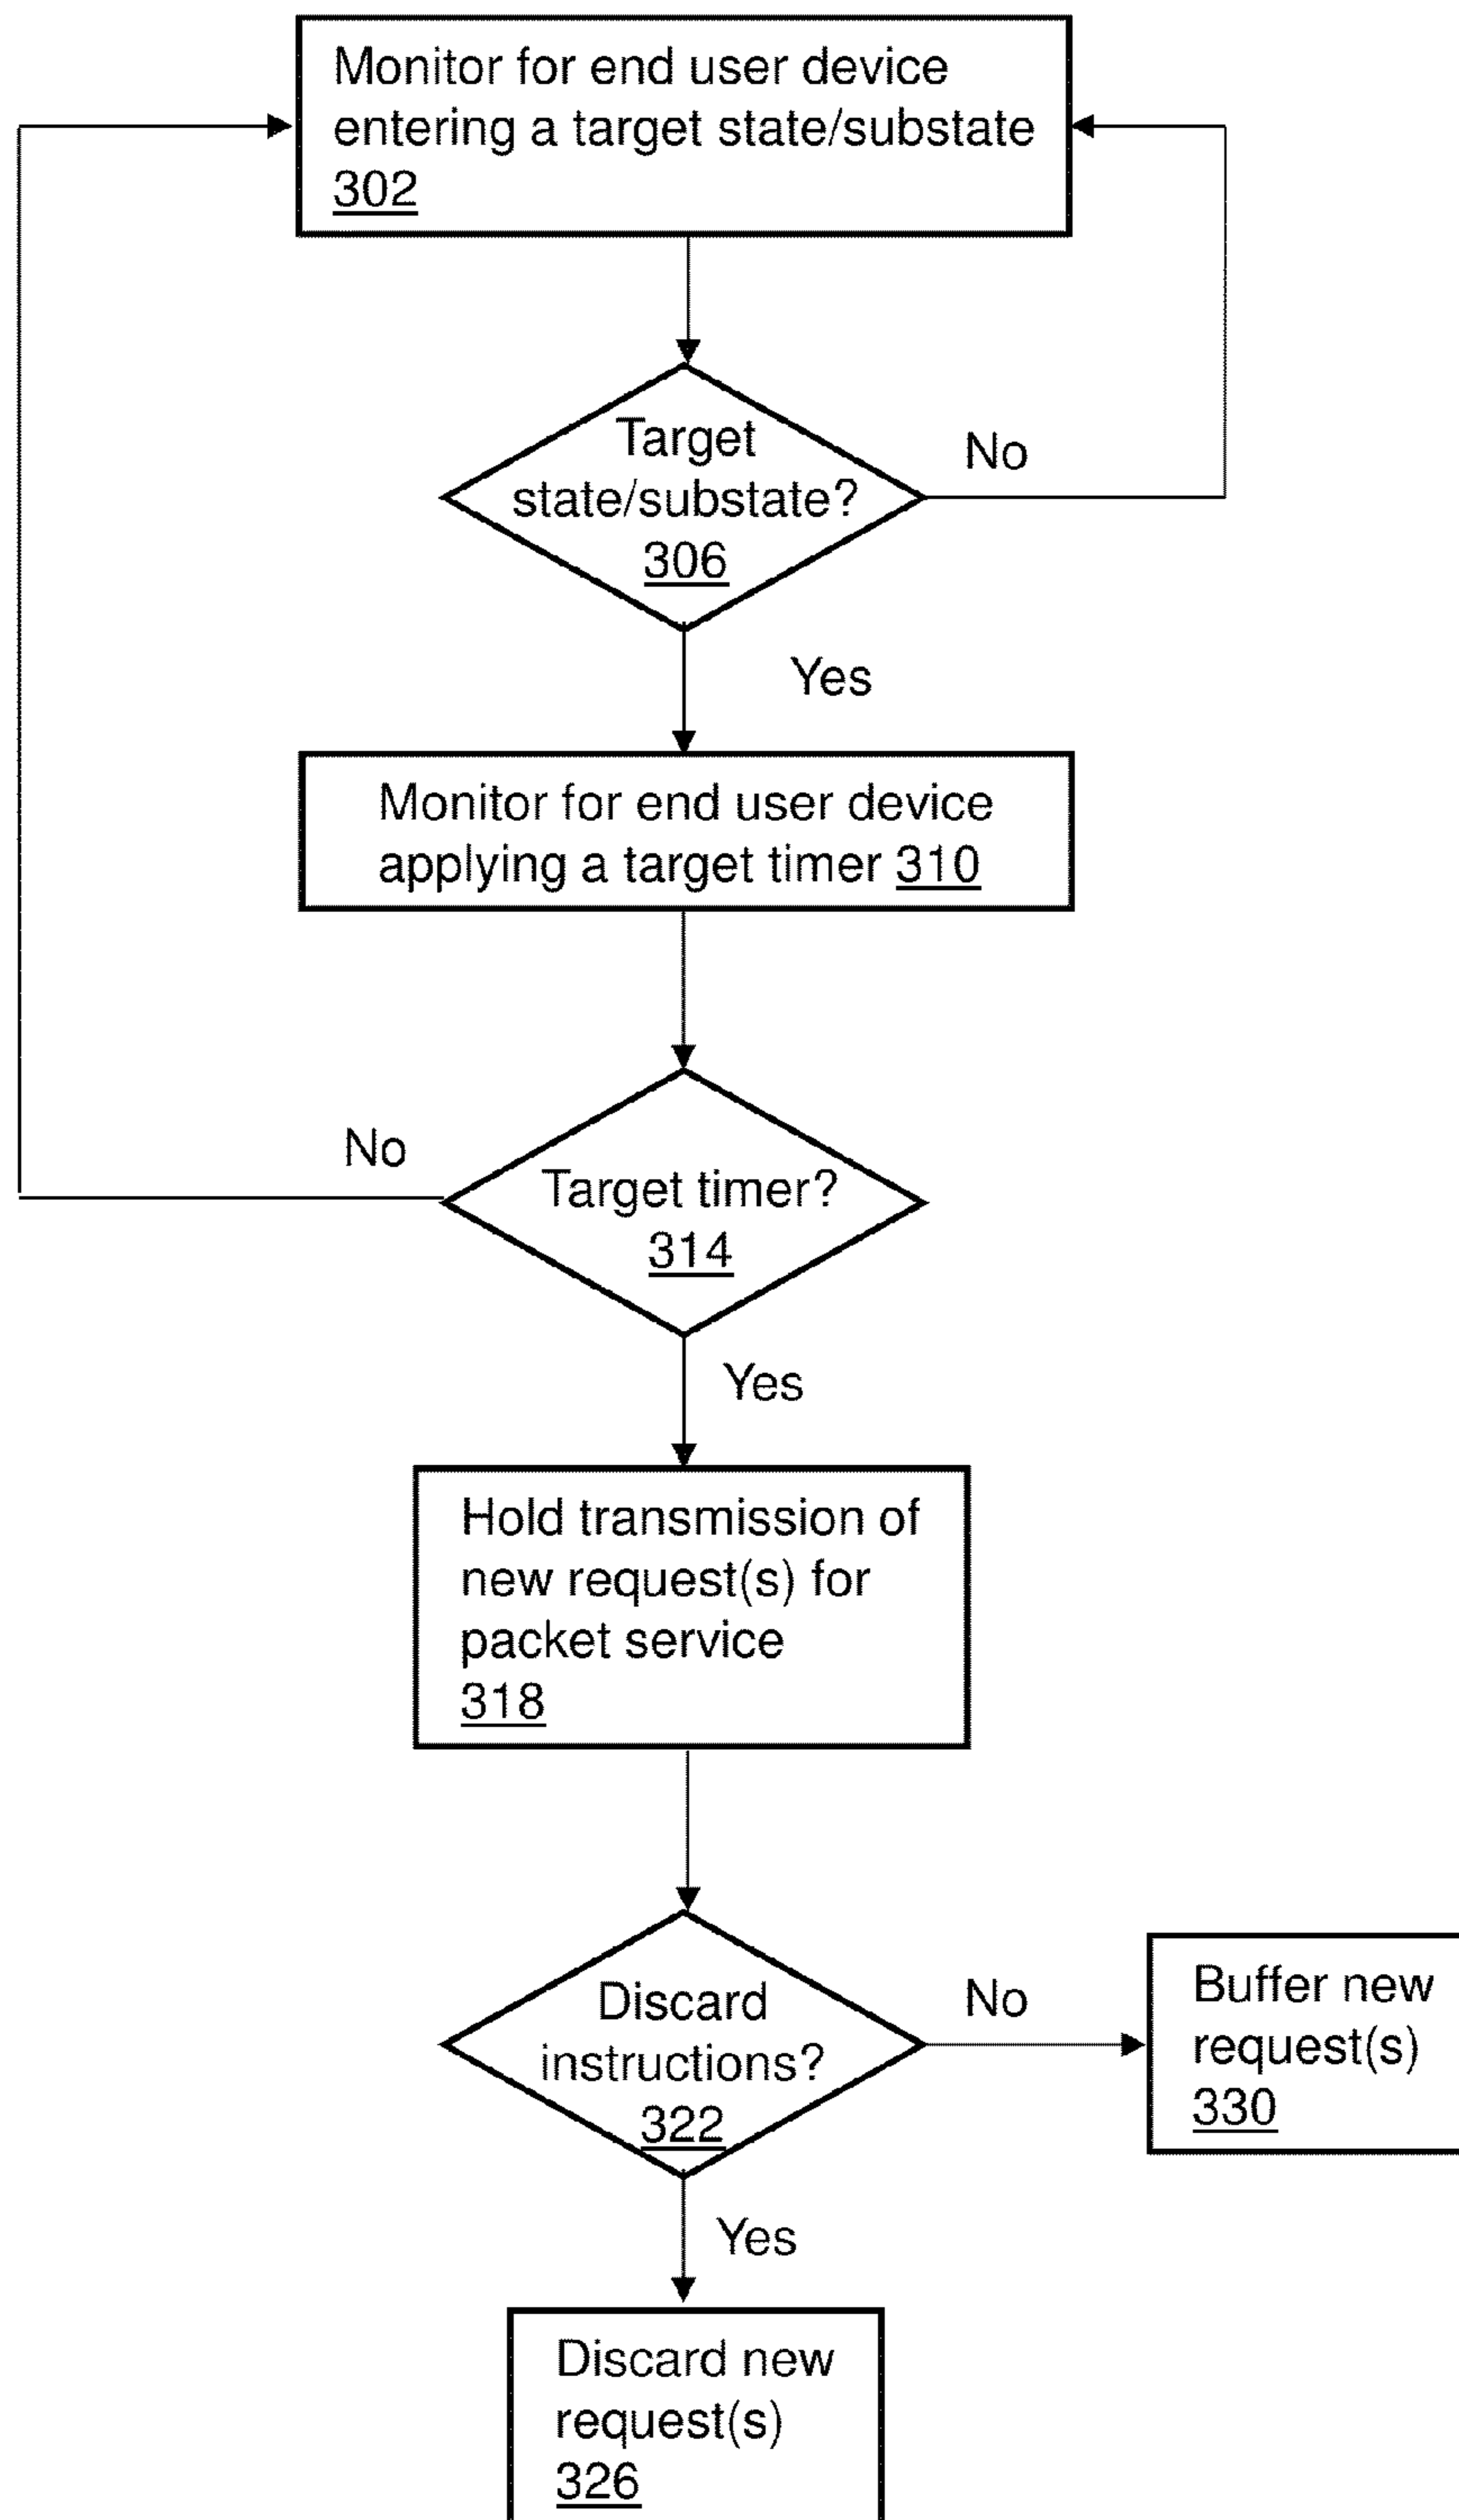 Monitor for end user device
entering a target state/substate
302
Target
state/substate?
306
No
Yes
Monitor for end user device
applying a target timer 310
No
Target timer?
314
Yes
Hold transmission of
new request(s) for
packet service
318
Discard
instructions?
322
No
Buffer new
request(s)
330
Yes
Discard new
request(s)
326